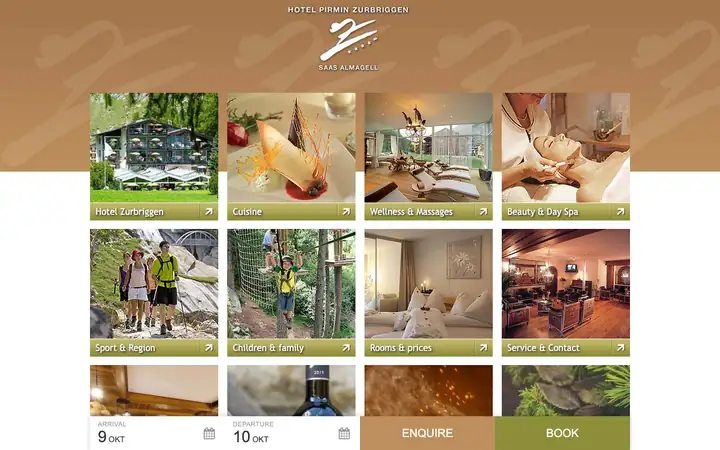 HOTEL PIRMIN ZURBRIGGEN
SAAS ALMAGELL
Hotel Zurbriggen
Cuisine
Wellness & Massages
Beauty & Day Spa
Sport & Region
Children & family
Rooms & prices
Service & Contact
ARRIVAL
9 OKT
DEPARTURE
10 OKT
ENQUIRE
BOOK